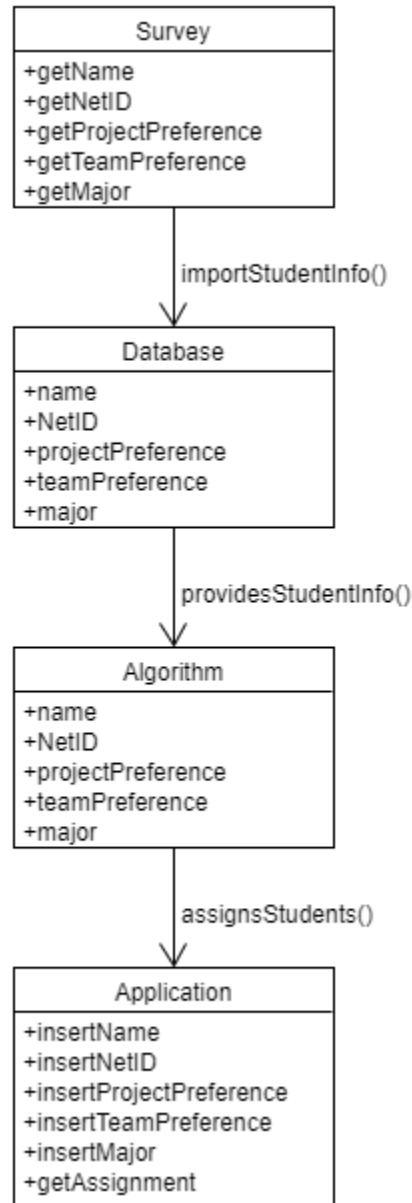 Survey
+getName
+getNetID
+getProjectPreference
+getTeamPreference
+getMajor
importStudentInfo()
Database
+name
+NetID
+projectPreference
+teamPreference
+major
providesStudentInfo()
Algorithm
+name
+NetID
+projectPreference
+teamPreference
+major
assignsStudents()
Application
+insertName
+insertNetID
+insertProjectPreference
+insertTeamPreference
+insertMajor
+getAssignment